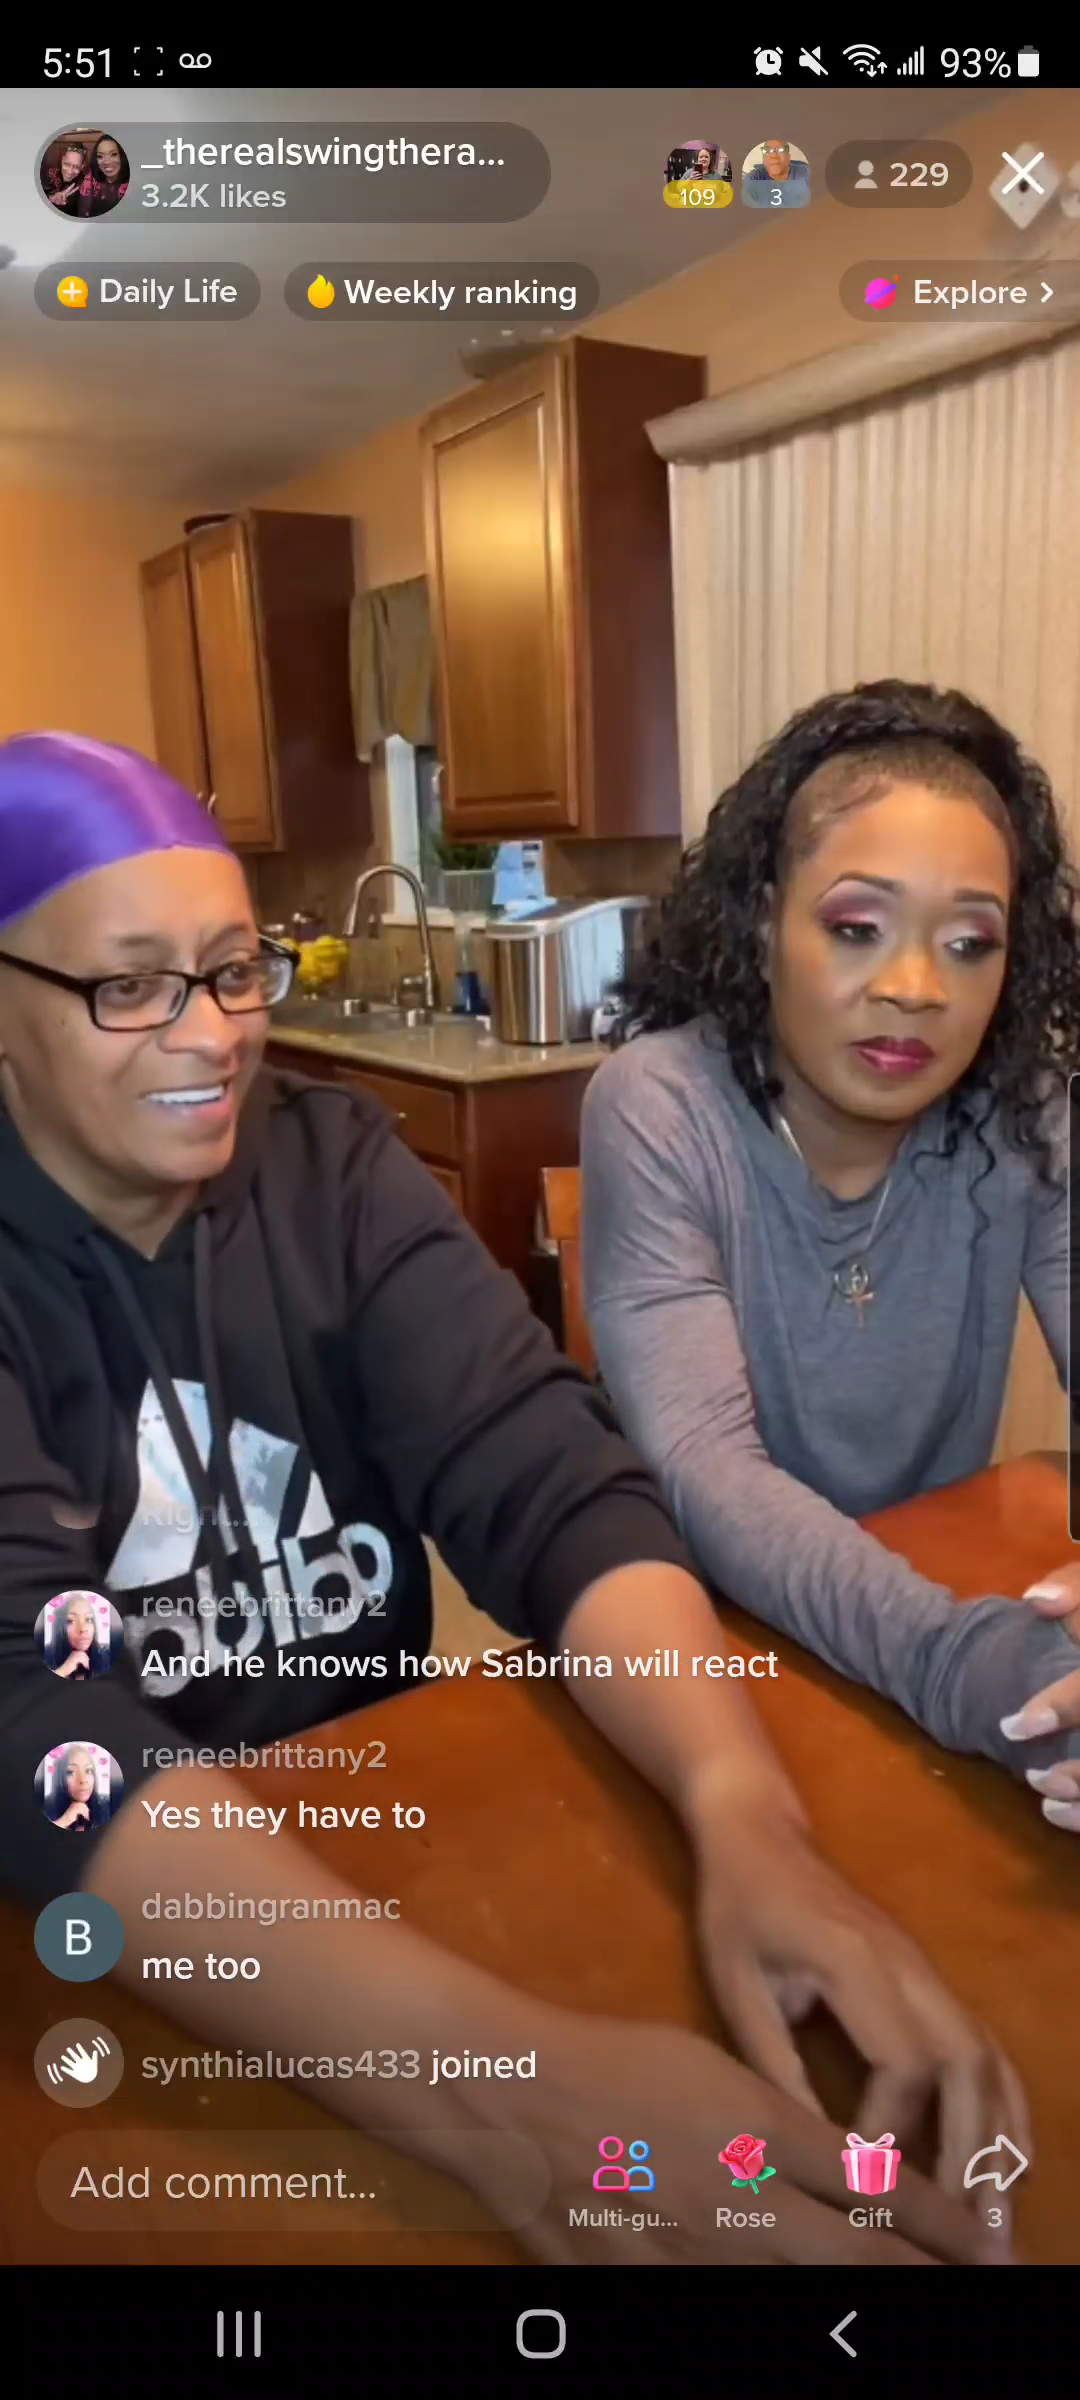 5:51 93%
_therealswingthera...
3.2K likes
109
3
229
Daily Life
Weekly ranking
Explore
Right...
adidas
reneebrittany2
And he knows how Sabrina will react
reneebrittany2
Yes they have to
B
dabbingranmac
me too
synthialucas433 joined
Add comment...
Multi-gu...
Rose
Gift
3